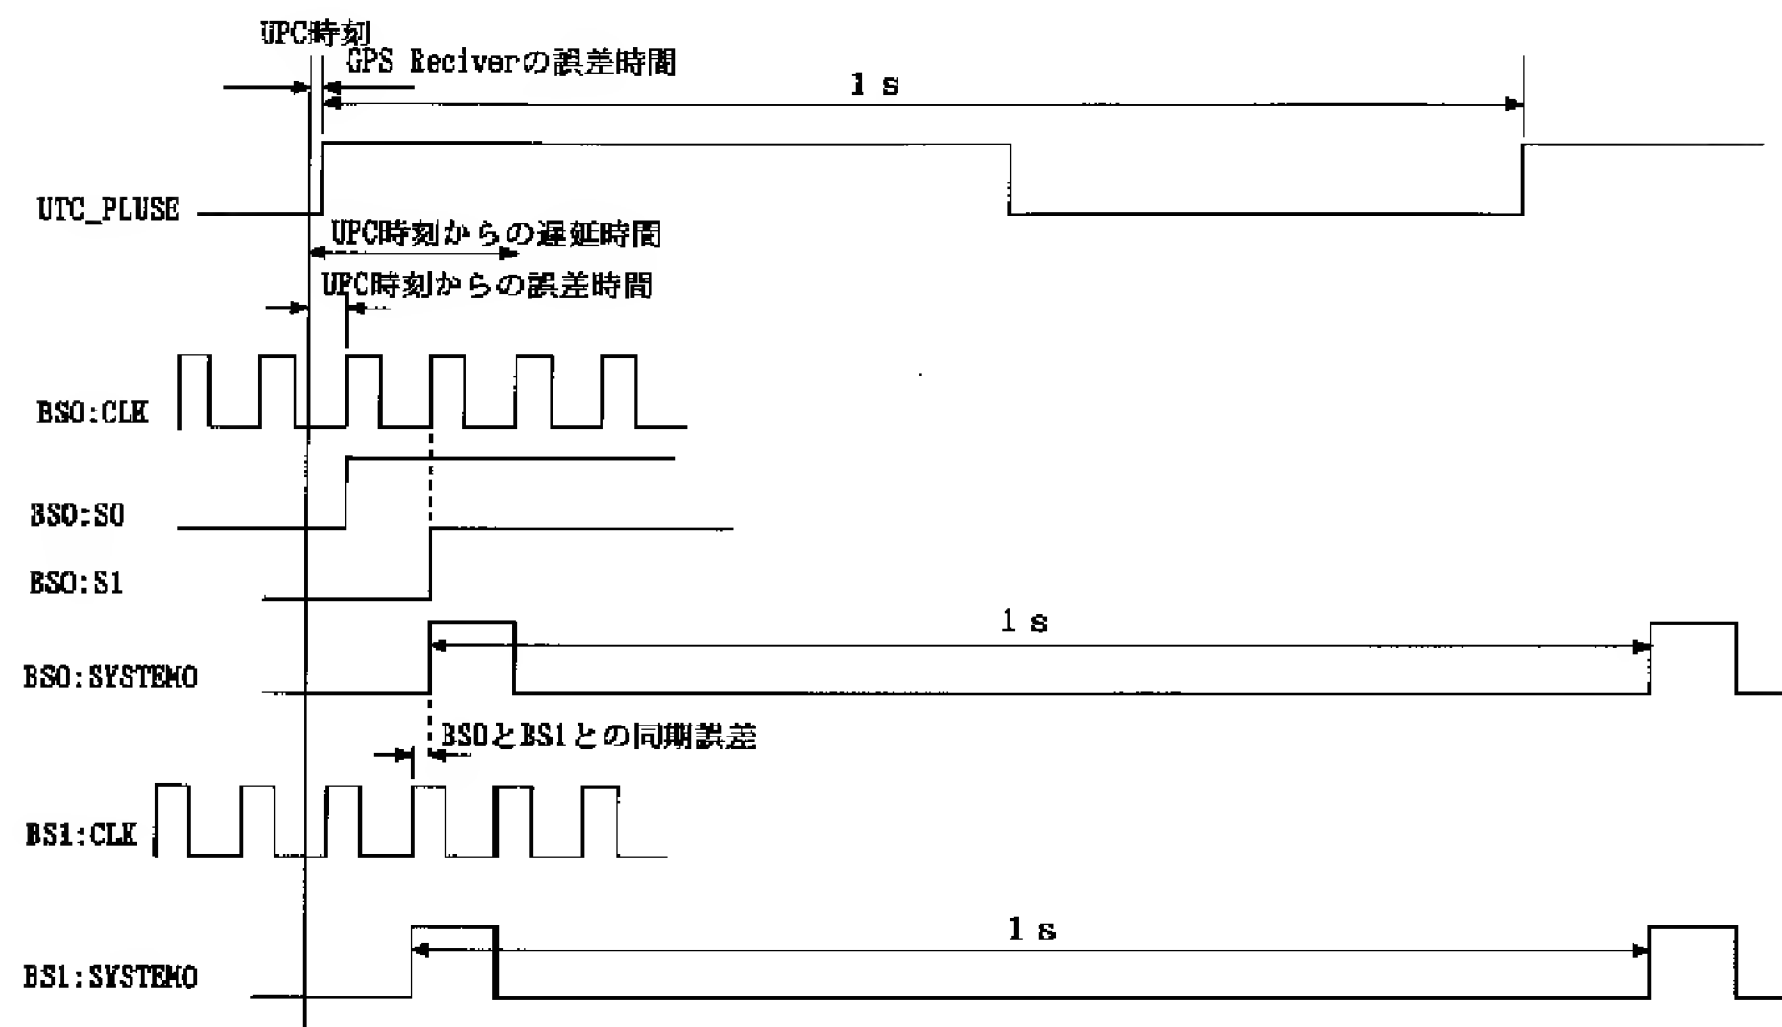 UPC時刻
GPS Reciverの誤差時間
1 s
UTC_PLUSE
UPC時刻からの遅延時間
UPC時刻からの誤差時間
BS0:CLK
BS0:S0
BS0:S1
1 s
BS0:SYSTEM0
BS0とBS1との同期誤差
BS1:CLK
1 s
BS1:SYSTEM0